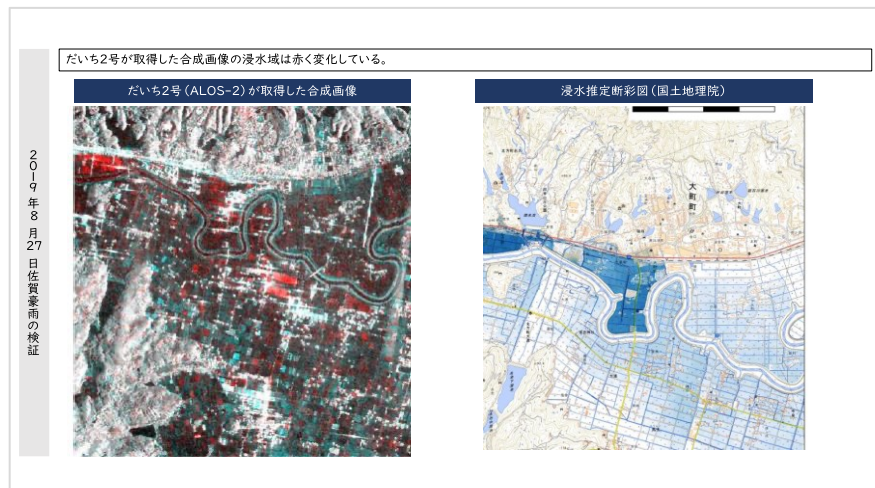 だいち2号が取得した合成画像の浸水域は赤く変化している。
だいち2号（ALOS-2）が取得した合成画像
浸水推定断彩図（国土地理院）
2019年8月27日佐賀豪雨の検証
大町町